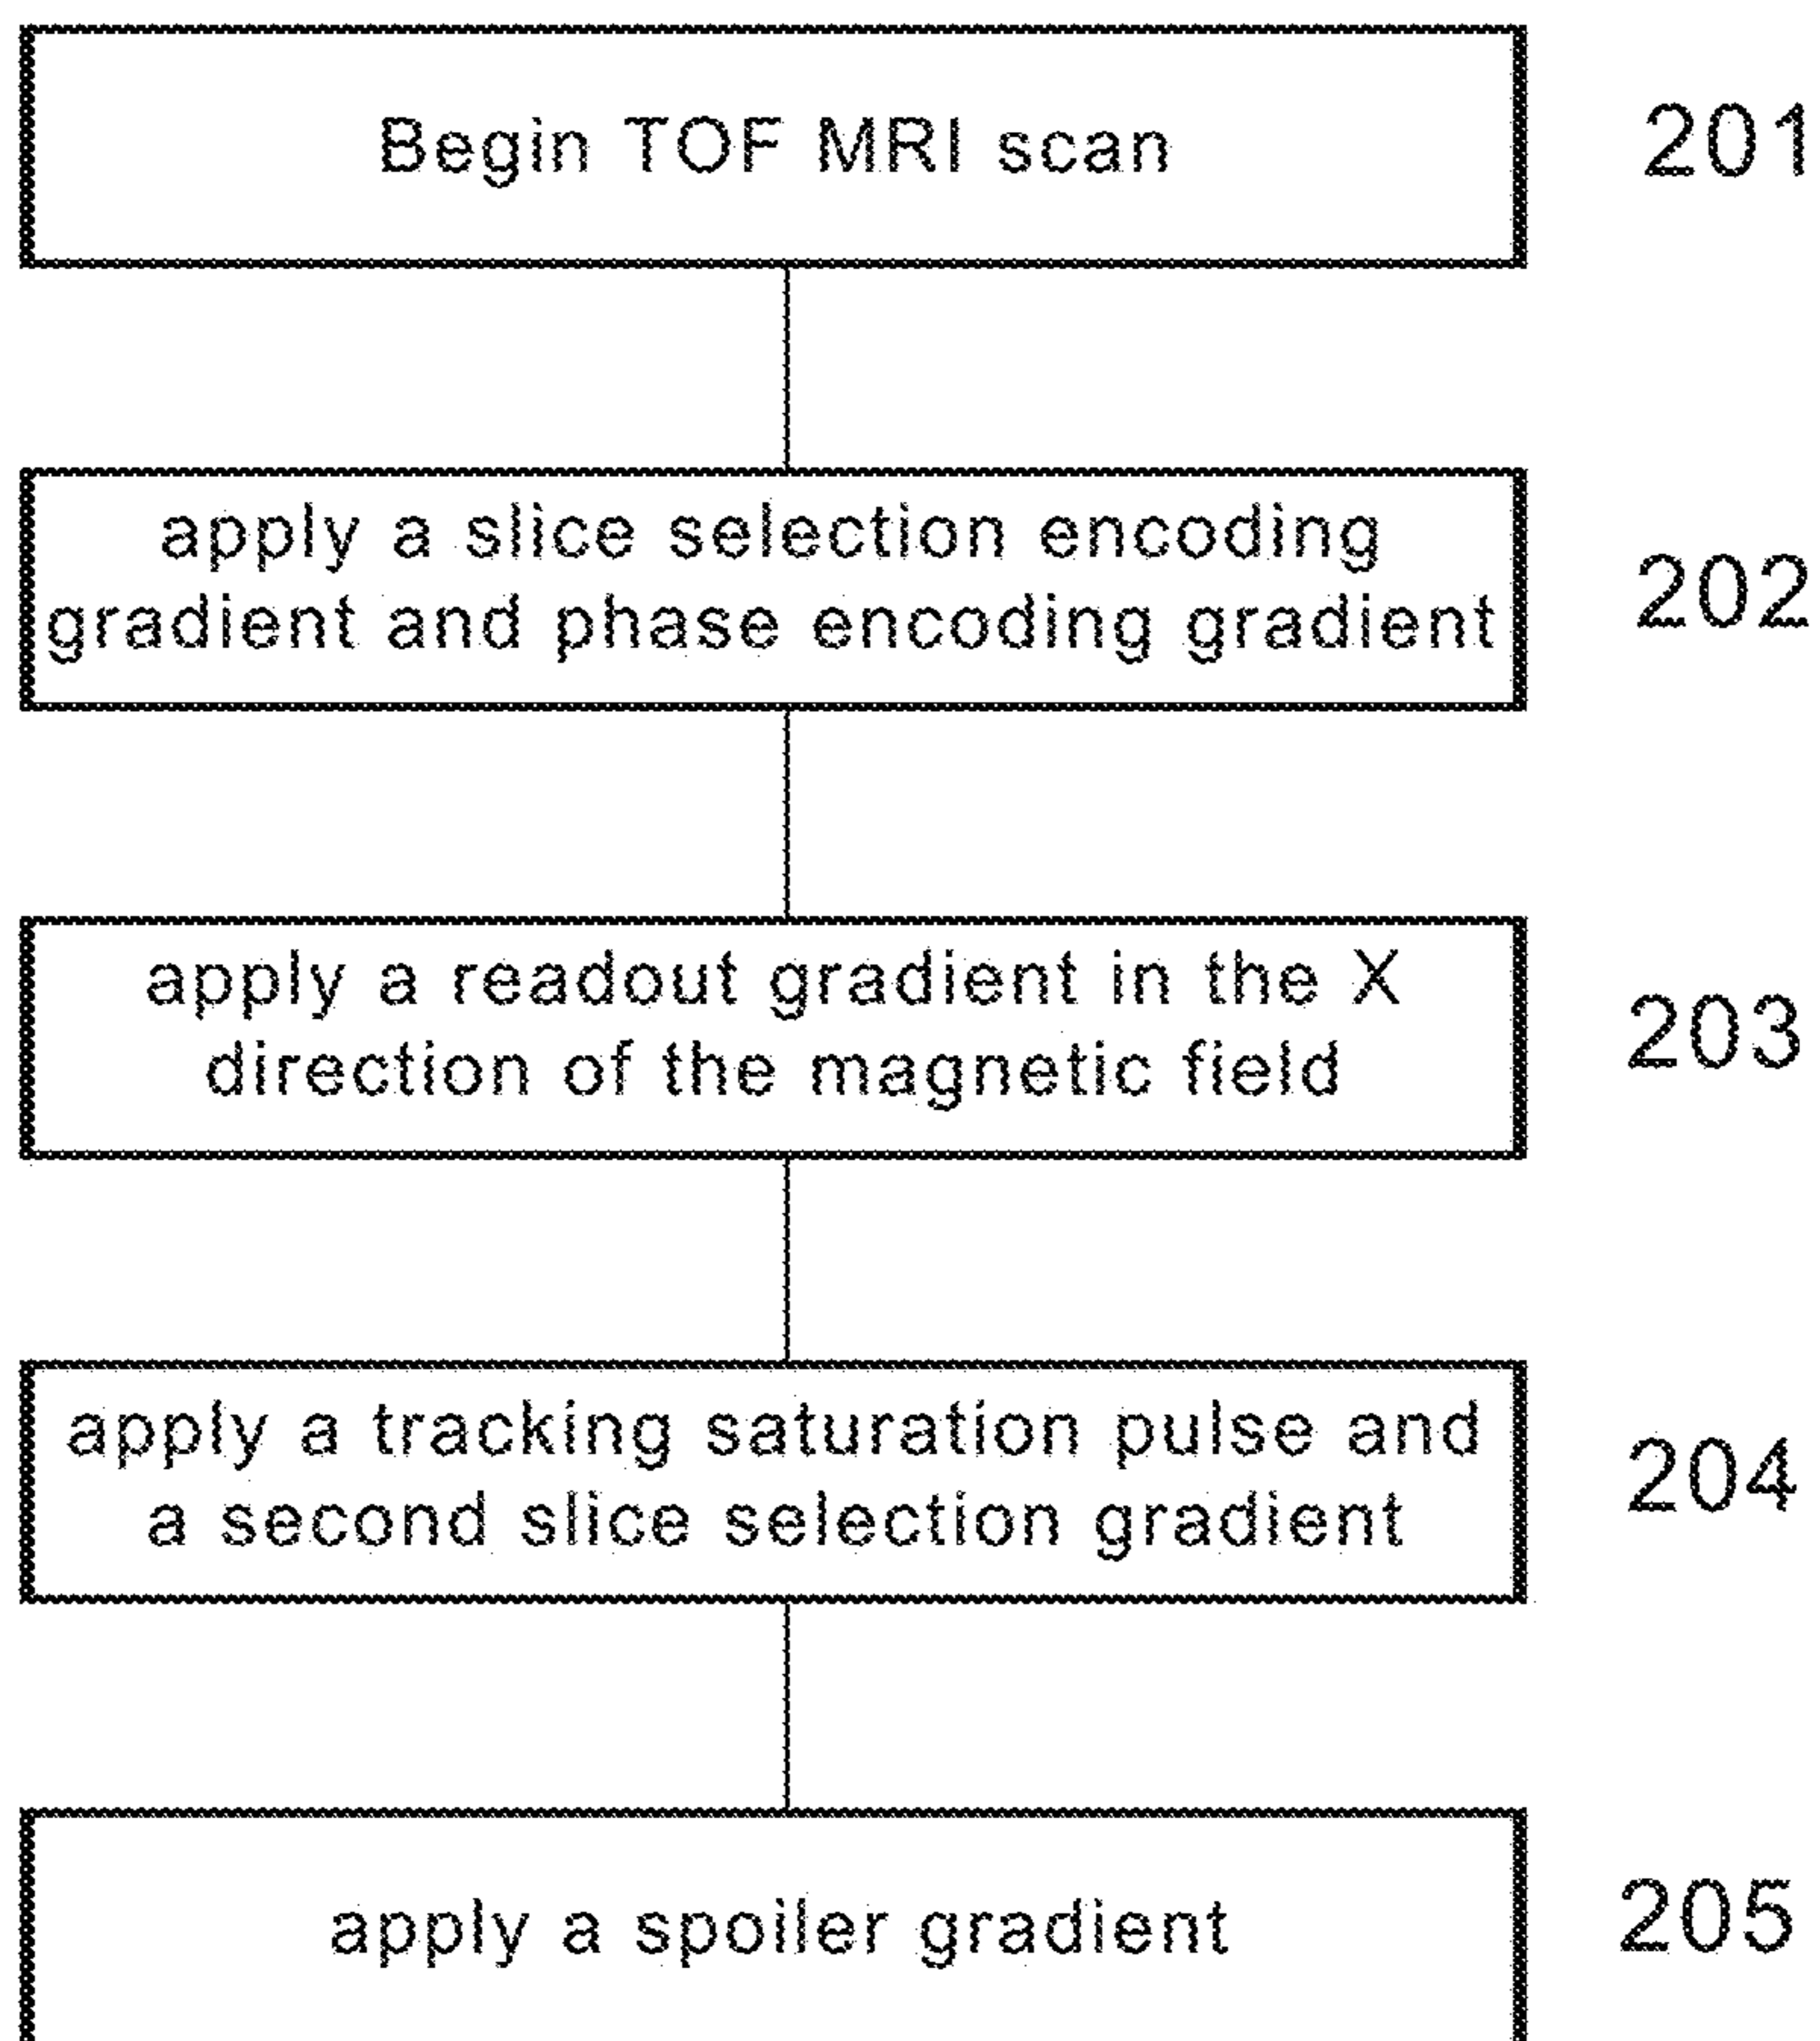 Begin TOF MRI scan
201
apply a slice selection encoding
gradient and phase encoding gradient
202
apply a readout gradient in the X
direction of the magnetic field
203
apply a tracking saturation pulse and
a second slice selection gradient
204
apply a spoiler gradient
205